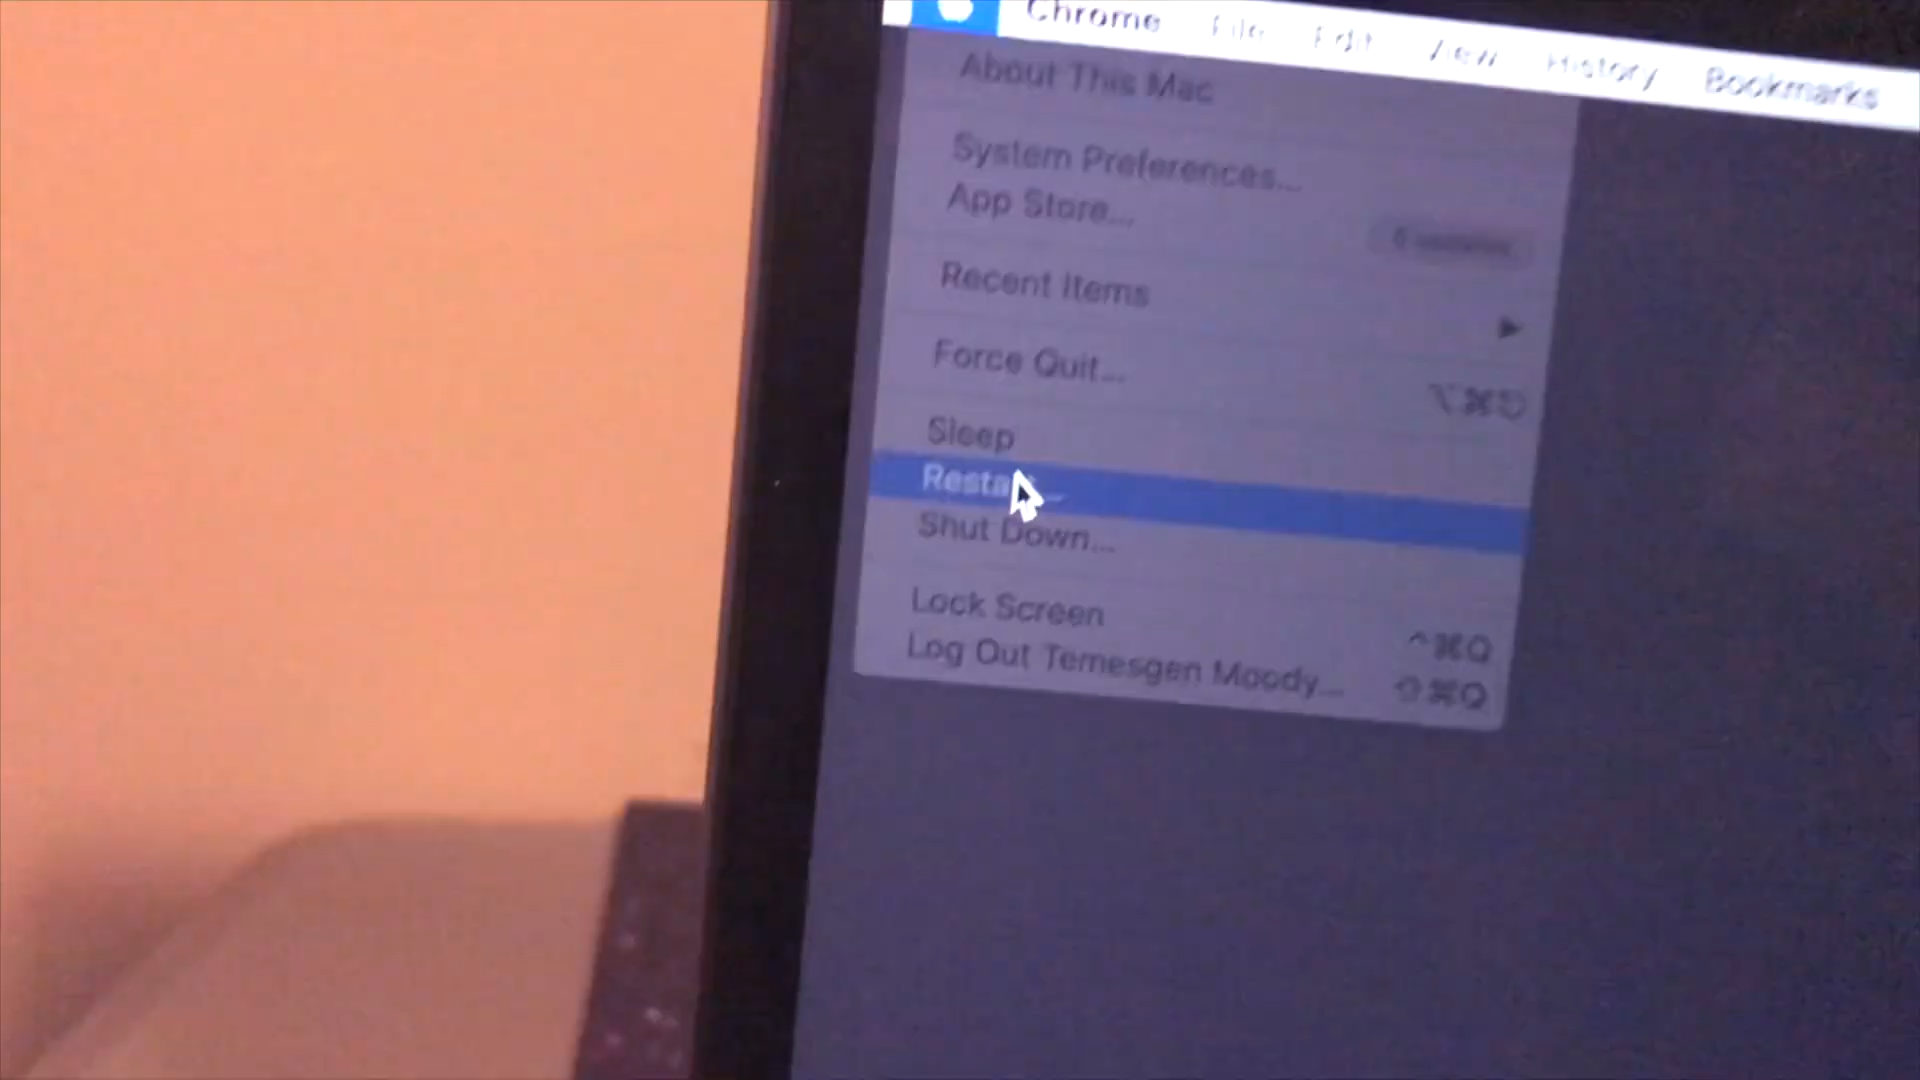 Chrome File Edit View History Bookmarks
About This Mac
System Preferences...
App Store...
Recent Items ▶
Force Quit...
Sleep
Restart...
Shut Down...
Lock Screen ^⌘Q
Log Out Temesgen Moody... ⇧⌘Q